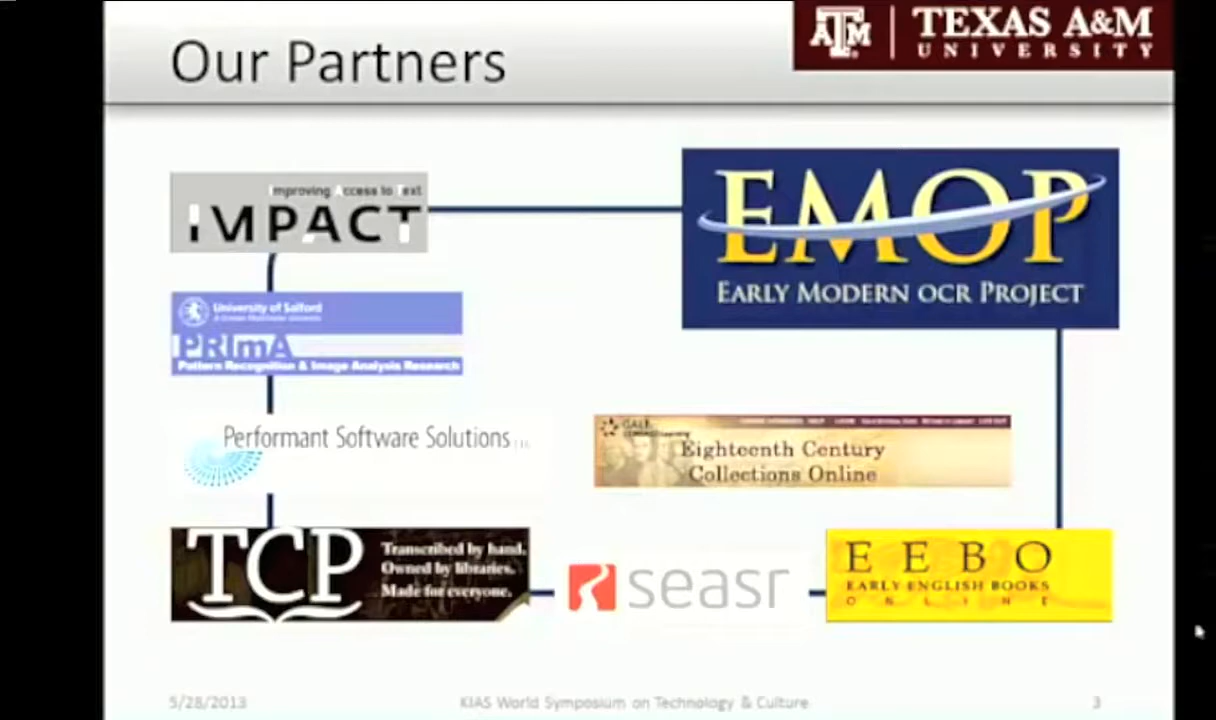 Our Partners
ATM
TEXAS A&M
UNIVERSITY
Improving Access to Text
IMPACT
EMOP
EARLY MODERN OCR PROJECT
University of Salford
PRImA
Pattern Recognition & Image Analysis Research
Performant Software Solutions
GALE
Eighteenth Century
Collections Online
TCP
Transcribed by hand.
Owned by libraries.
Made for everyone.
seasr
EEBO
EARLY ENGLISH BOOKS
ONLINE
5/28/2013
KIAS World Symposium on Technology & Culture
3